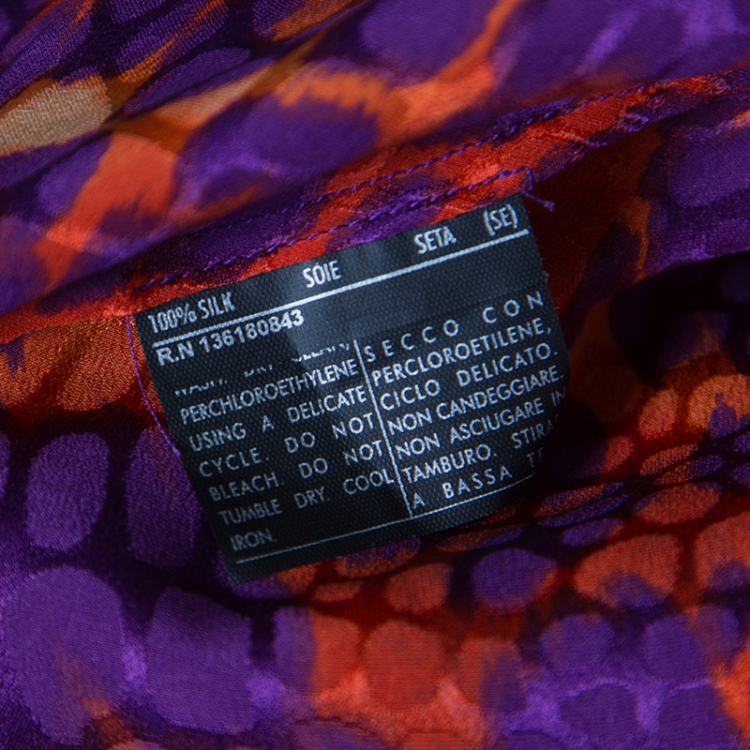 100% SILK SOIE SETA (SE)
R.N 136180843
PERCHLOROETHYLENE
USING A DELICATE
CYCLE. DO NOT
BLEACH. DO NOT
TUMBLE DRY. COOL
IRON.
SECCO CON
PERCLOROETILENE,
CICLO DELICATO.
NON CANDEGGIARE.
NON ASCIUGARE IN
TAMBURO. STIRA
A BASSA